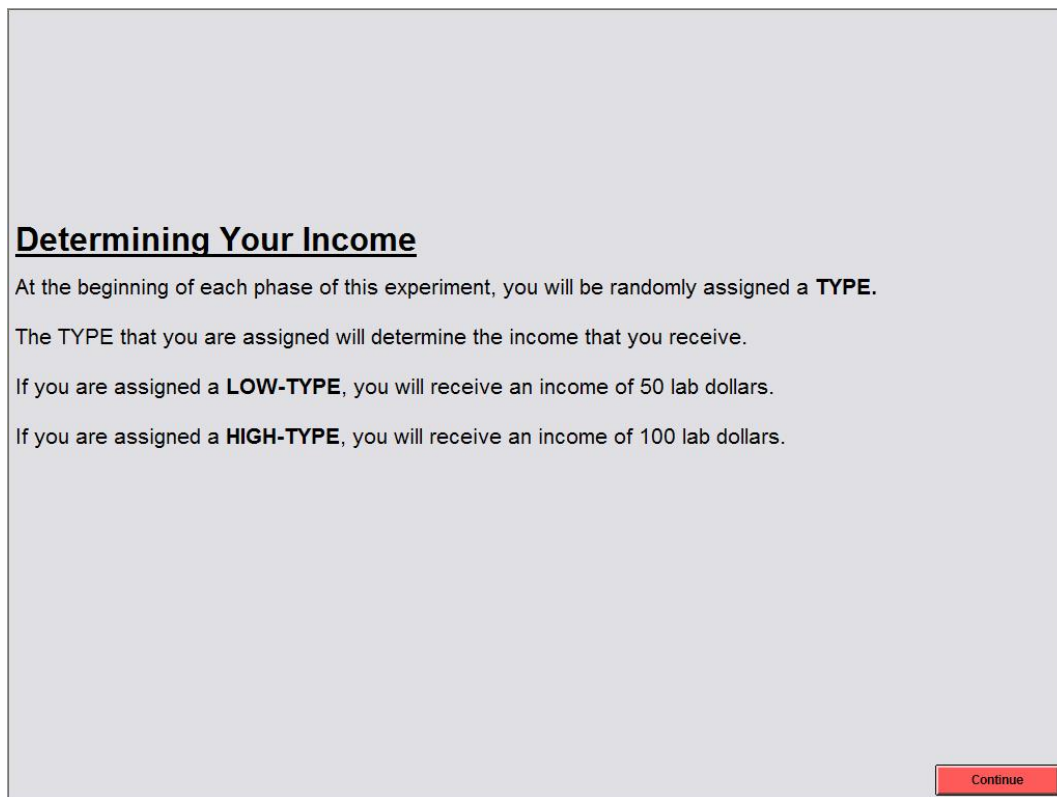 Determining Your Income
At the beginning of each phase of this experiment, you will be randomly assigned a TYPE.
The TYPE that you are assigned will determine the income that you receive.
If you are assigned a LOW-TYPE, you will receive an income of 50 lab dollars.
If you are assigned a HIGH-TYPE, you will receive an income of 100 lab dollars.
Continue